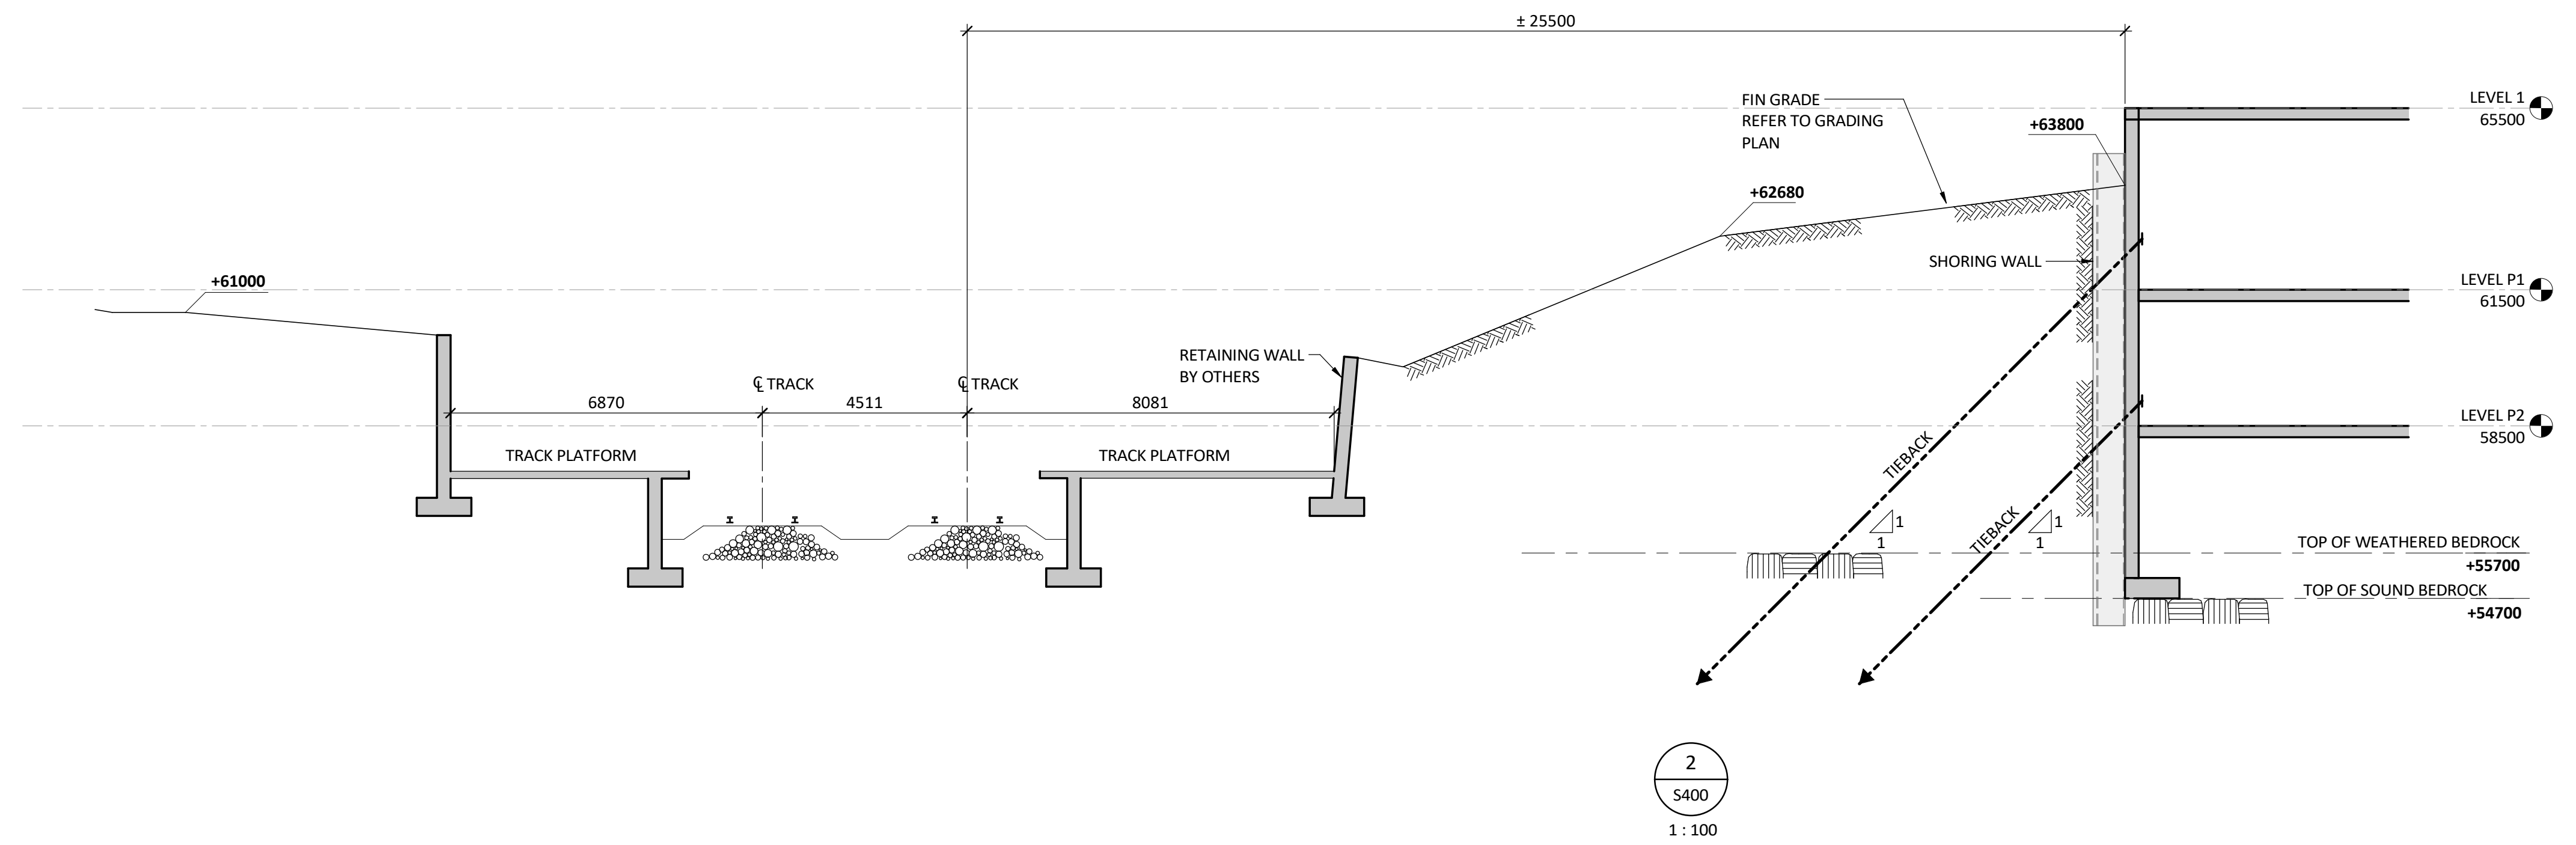 ± 25500
FIN GRADE
REFER TO GRADING
PLAN
+63800
LEVEL 1
65500
+62680
SHORING WALL
+61000
LEVEL P1
61500
RETAINING WALL
BY OTHERS
℄ TRACK
℄ TRACK
6870
4511
8081
LEVEL P2
58500
TRACK PLATFORM
TRACK PLATFORM
TIEBACK
TIEBACK
1
1
1
1
TOP OF WEATHERED BEDROCK
+55700
TOP OF SOUND BEDROCK
+54700
2
S400
1 : 100